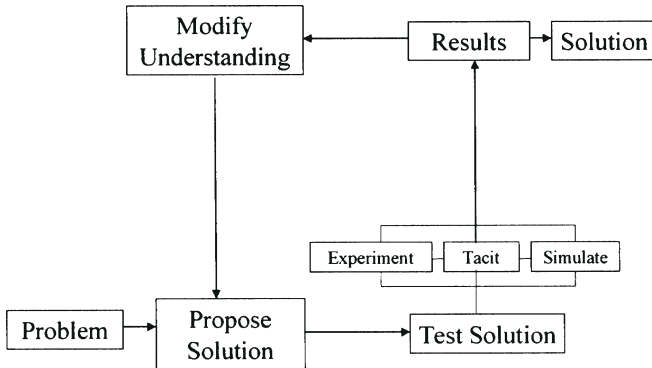 Modify
Understanding
Results
Solution
Experiment
Tacit
Simulate
Problem
Propose
Solution
Test Solution